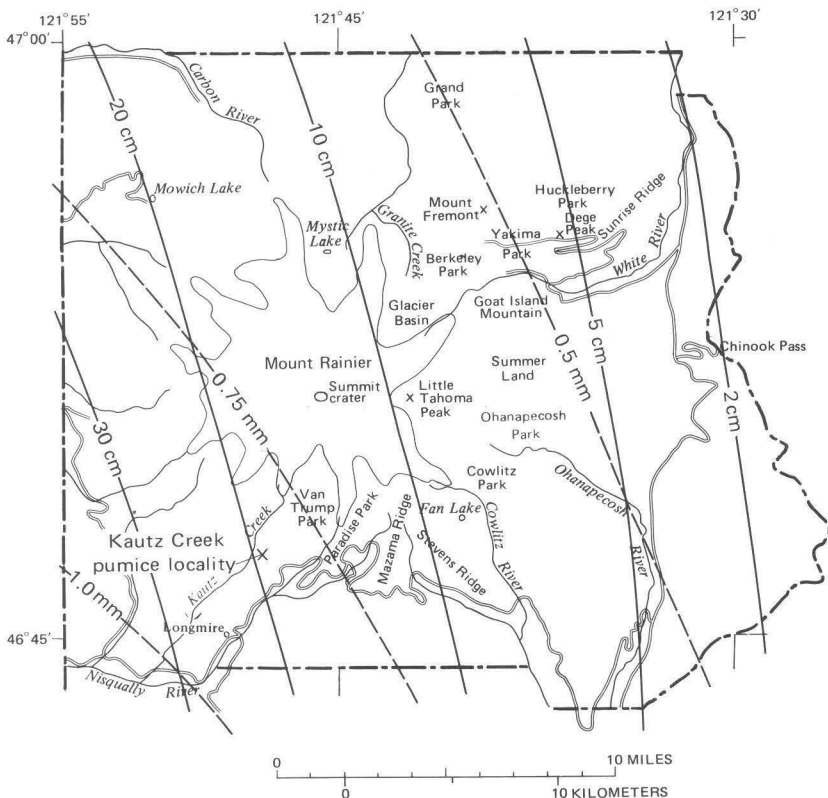 121°55'
121°45'
121°30'
47°00'
Carbon
River
Grand
Park
20 cm
10 cm
Mowich Lake
Mount
Fremont
Huckleberry
Park
Dege
Peak
Sunrise Ridge
Mystic
Lake
Granite Creek
Yakima
Park
Berkeley
Park
White
River
Glacier
Basin
Goat Island
Mountain
5 cm
0.5 mm
Chinook Pass
Mount Rainier
Summit
crater
Little
Tahoma
Peak
Summer
Land
0.75 mm
2 cm
30 cm
Ohanapecosh
Park
Van
Trump
Park
Cowlitz
Park
Ohanapecosh
River
Fan Lake
Paradise Park
Mazama Ridge
Stevens Ridge
Cowlitz
River
Kautz Creek
pumice locality
Kautz
Creek
1.0 mm
46°45'
Longmire
Nisqually
River
0
10 MILES
0
10 KILOMETERS